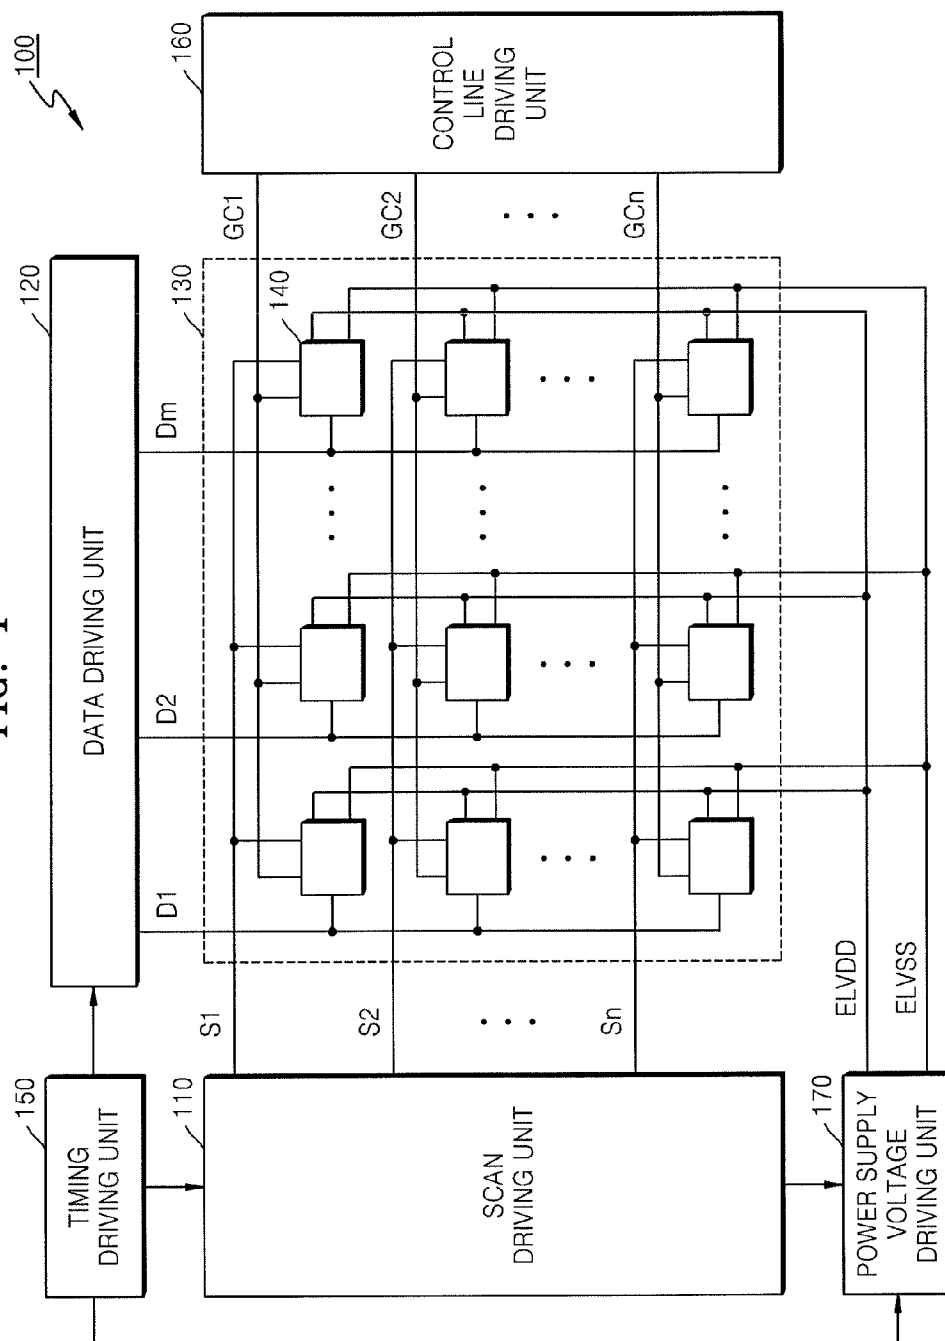 FIG. 1
100
150
TIMING
DRIVING UNIT
120
DATA DRIVING UNIT
D1
D2
Dm
110
SCAN
DRIVING UNIT
130
140
160
CONTROL
LINE
DRIVING
UNIT
S1
S2
Sn
GC1
GC2
GCn
170
POWER SUPPLY
VOLTAGE
DRIVING UNIT
ELVDD
ELVSS